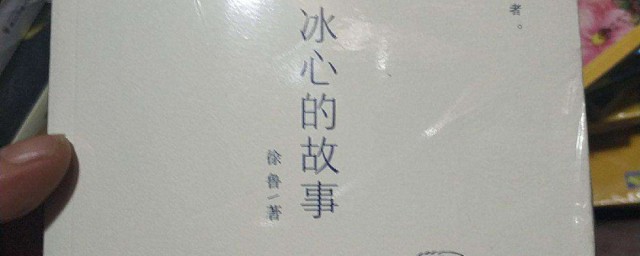 者。
冰心的故事
徐鲁/著